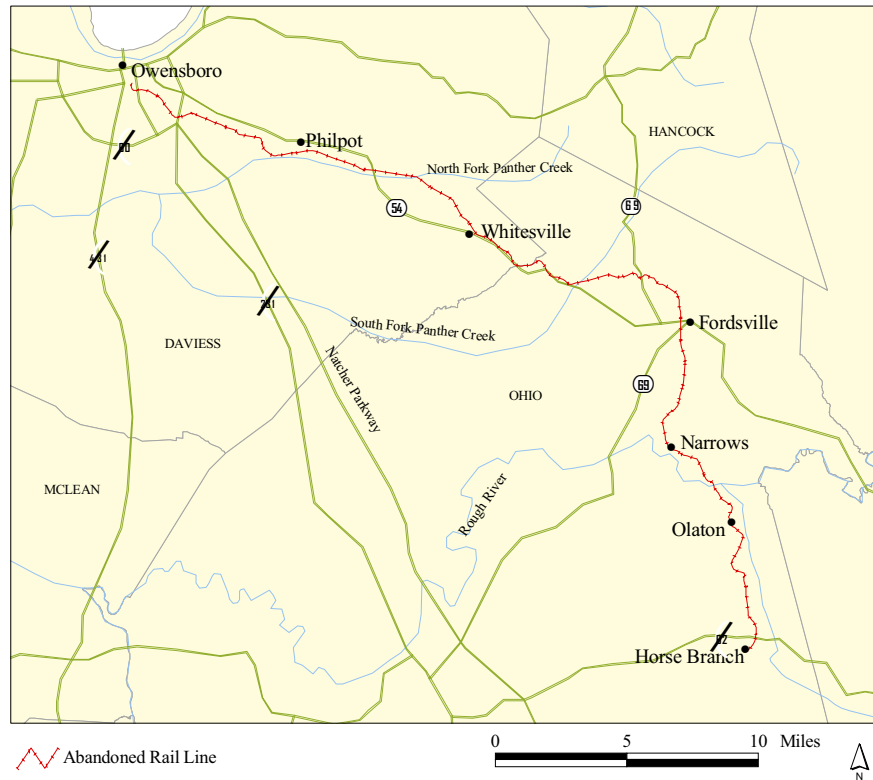 Owensboro
Philpot
HANCOCK
60
North Fork Panther Creek
54
69
Whitesville
431
231
South Fork Panther Creek
Fordsville
DAVIESS
Natcher Parkway
OHIO
69
Narrows
MCLEAN
Rough River
Olaton
62
Horse Branch
0 5 10 Miles
Abandoned Rail Line
N